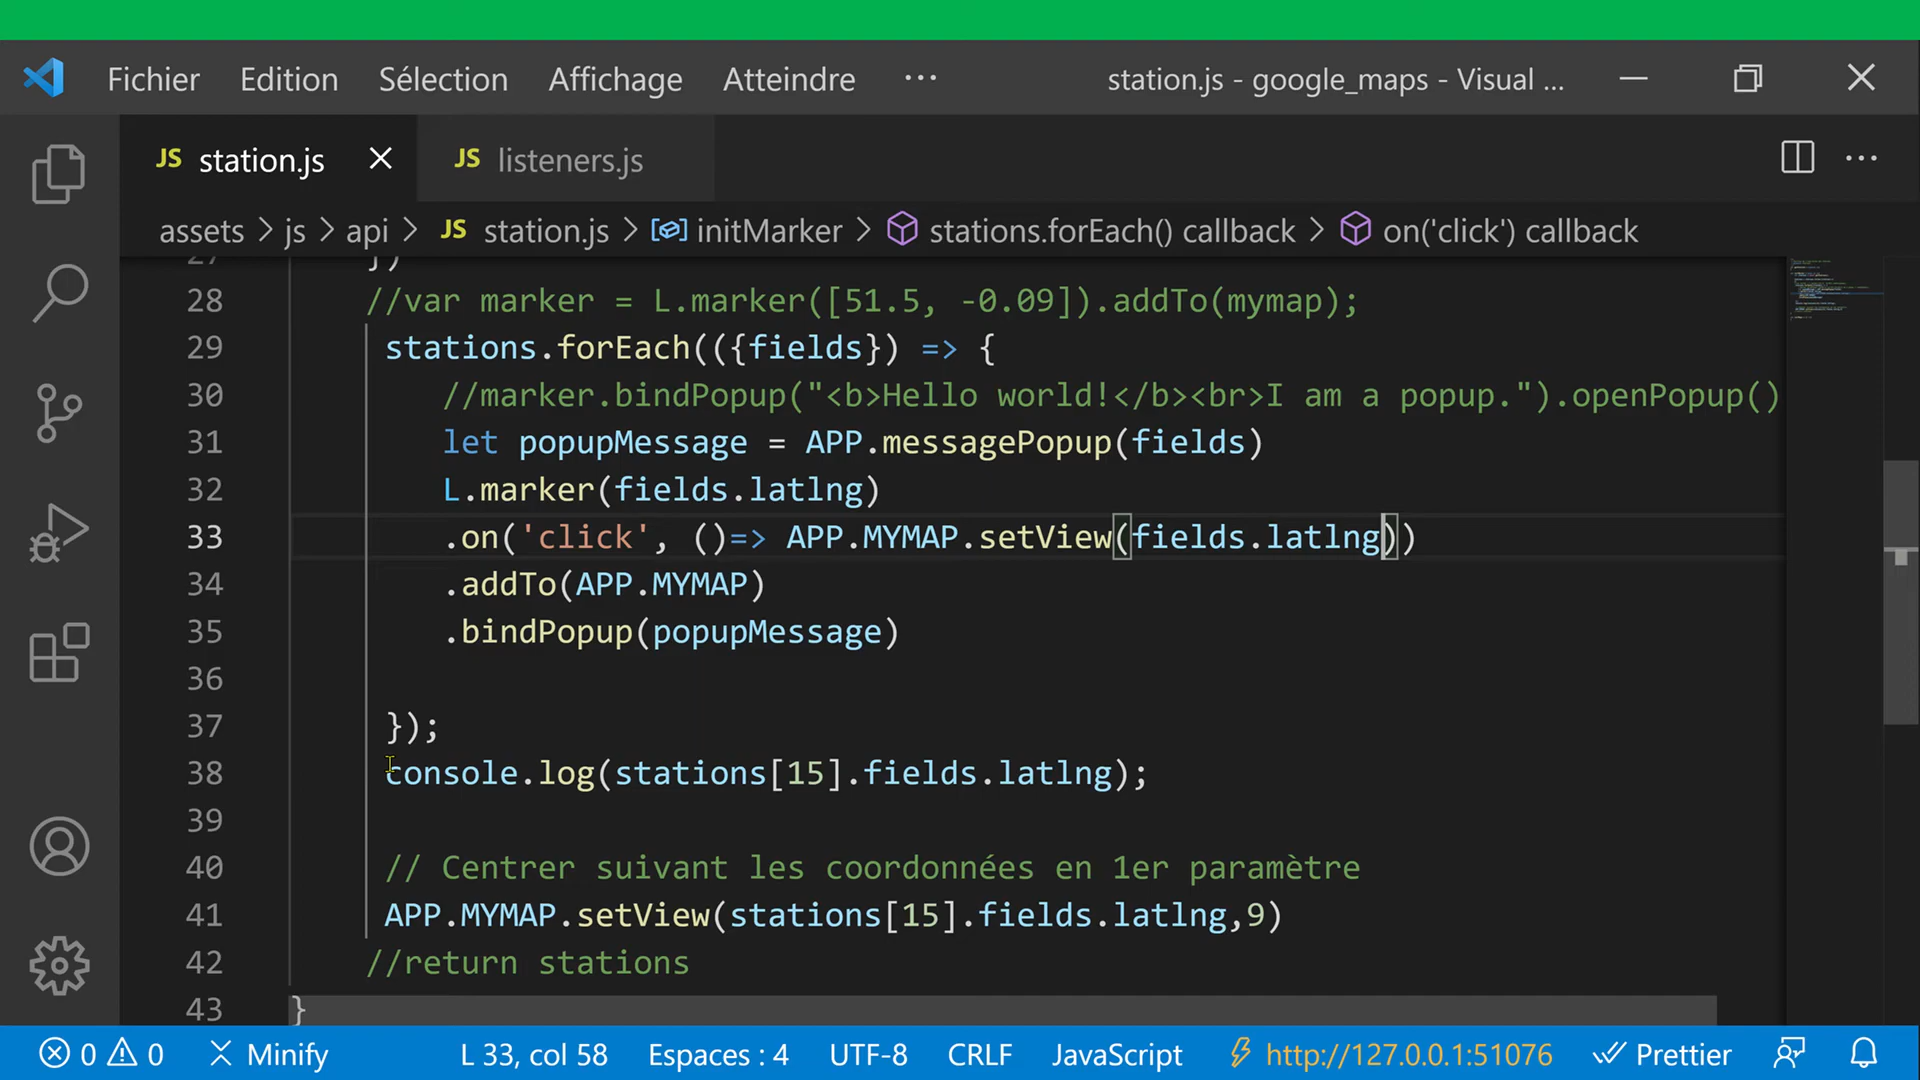 Fichier Edition Sélection Affichage Atteindre ··· station.js - google_maps - Visual ...
JS station.js JS listeners.js ···
assets > js > api > JS station.js > initMarker > stations.forEach() callback > on('click') callback
27 })
28 //var marker = L.marker([51.5, -0.09]).addTo(mymap);
29 stations.forEach(({fields}) => {
30 //marker.bindPopup("<b>Hello world!</b><br>I am a popup.").openPopup()
31 let popupMessage = APP.messagePopup(fields)
32 L.marker(fields.latlng)
33 .on('click', ()=> APP.MYMAP.setView(fields.latlng))
34 .addTo(APP.MYMAP)
35 .bindPopup(popupMessage)
36
37 });
38 console.log(stations[15].fields.latlng);
39
40 // Centrer suivant les coordonnées en 1er paramètre
41 APP.MYMAP.setView(stations[15].fields.latlng,9)
42 //return stations
43 }
0 0 Minify L 33, col 58 Espaces : 4 UTF-8 CRLF JavaScript http://127.0.0.1:51076 Prettier